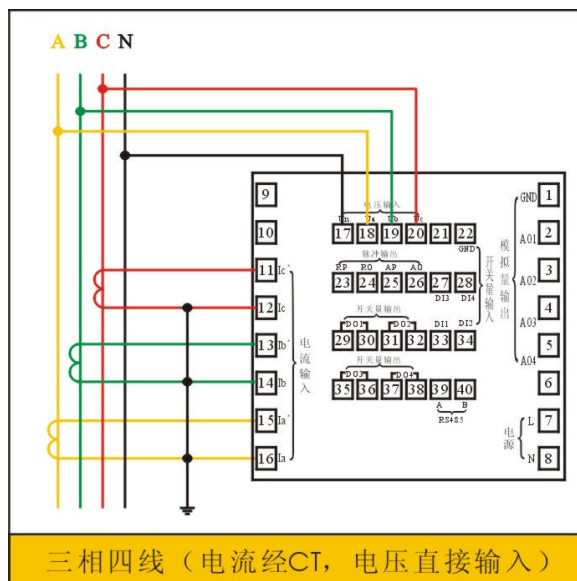 A B C N
9
10
11 Ic*
12 Ic
13 Ib*
14 Ib
15 Ia*
16 Ia
电流输入
电压输入
Un Ua Ub Uc
17 18 19 20 21 22
GND
脉冲输出
RP RQ AP AQ
23 24 25 26 27 28
DI3 DI4
开关量输入
开关量输出
DO1 DO2 DI1 DI2
29 30 31 32 33 34
开关量输出
DO3 DO4
35 36 37 38 39 40
A B
RS485
模拟量输出
GND 1
AO1 2
AO2 3
AO3 4
AO4 5
6
电源
L 7
N 8
三相四线（电流经CT，电压直接输入）